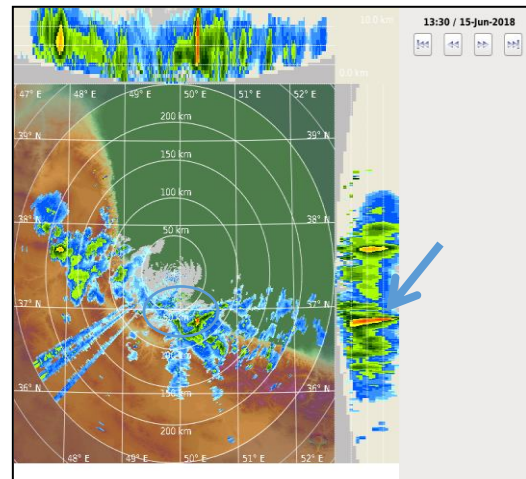 10.0 km
13:30 / 15-Jun-2018
0.0 km
47° E
48° E
49° E
50° E
51° E
52° E
200 km
39° N
150 km
100 km
38° N
38° N
50 km
37° N
37° N
36° N
36° N
150 km
200 km
48° E
49° E
50° E
51° E
52° E